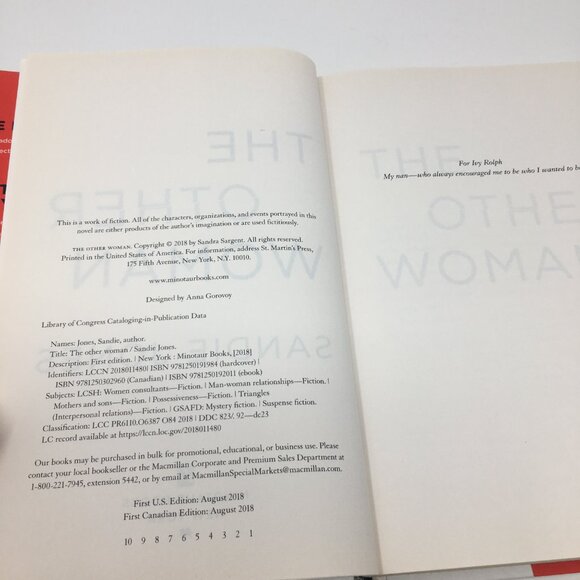 This is a work of fiction. All of the characters, organizations, and events portrayed in this
novel are either products of the author's imagination or are used fictitiously.
THE OTHER WOMAN. Copyright © 2018 by Sandra Sargent. All rights reserved.
Printed in the United States of America. For information, address St. Martin's Press,
175 Fifth Avenue, New York, N.Y. 10010.
www.minotaurbooks.com
Designed by Anna Gorovoy
Library of Congress Cataloging-in-Publication Data
Names: Jones, Sandie, author.
Title: The other woman / Sandie Jones.
Description: First edition. | New York : Minotaur Books, [2018]
Identifiers: LCCN 2018011480| ISBN 9781250191984 (hardcover) |
ISBN 9781250302960 (Canadian) | ISBN 9781250192011 (ebook)
Subjects: LCSH: Women consultants—Fiction. | Man-woman relationships—Fiction. |
Mothers and sons—Fiction. | Possessiveness—Fiction. | Triangles
(Interpersonal relations)—Fiction. | GSAFD: Mystery fiction. | Suspense fiction.
Classification: LCC PR6110.O6387 O84 2018 | DDC 823/.92—dc23
LC record available at https://lccn.loc.gov/2018011480
Our books may be purchased in bulk for promotional, educational, or business use. Please
contact your local bookseller or the Macmillan Corporate and Premium Sales Department at
1-800-221-7945, extension 5442, or by email at MacmillanSpecialMarkets@macmillan.com.
First U.S. Edition: August 2018
First Canadian Edition: August 2018
10 9 8 7 6 5 4 3 2 1
For Ivy Rolph
My nan—who always encouraged me to be who I wanted to be
THE
OTHER
WOMAN
SANDIE